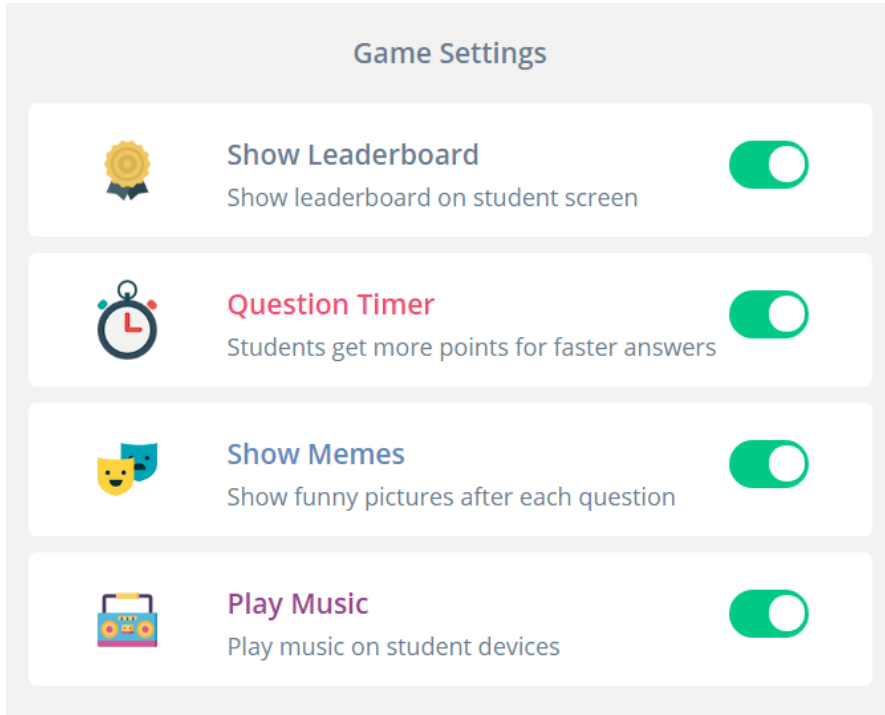 Game Settings
Show Leaderboard
Show leaderboard on student screen
Question Timer
Students get more points for faster answers
Show Memes
Show funny pictures after each question
Play Music
Play music on student devices